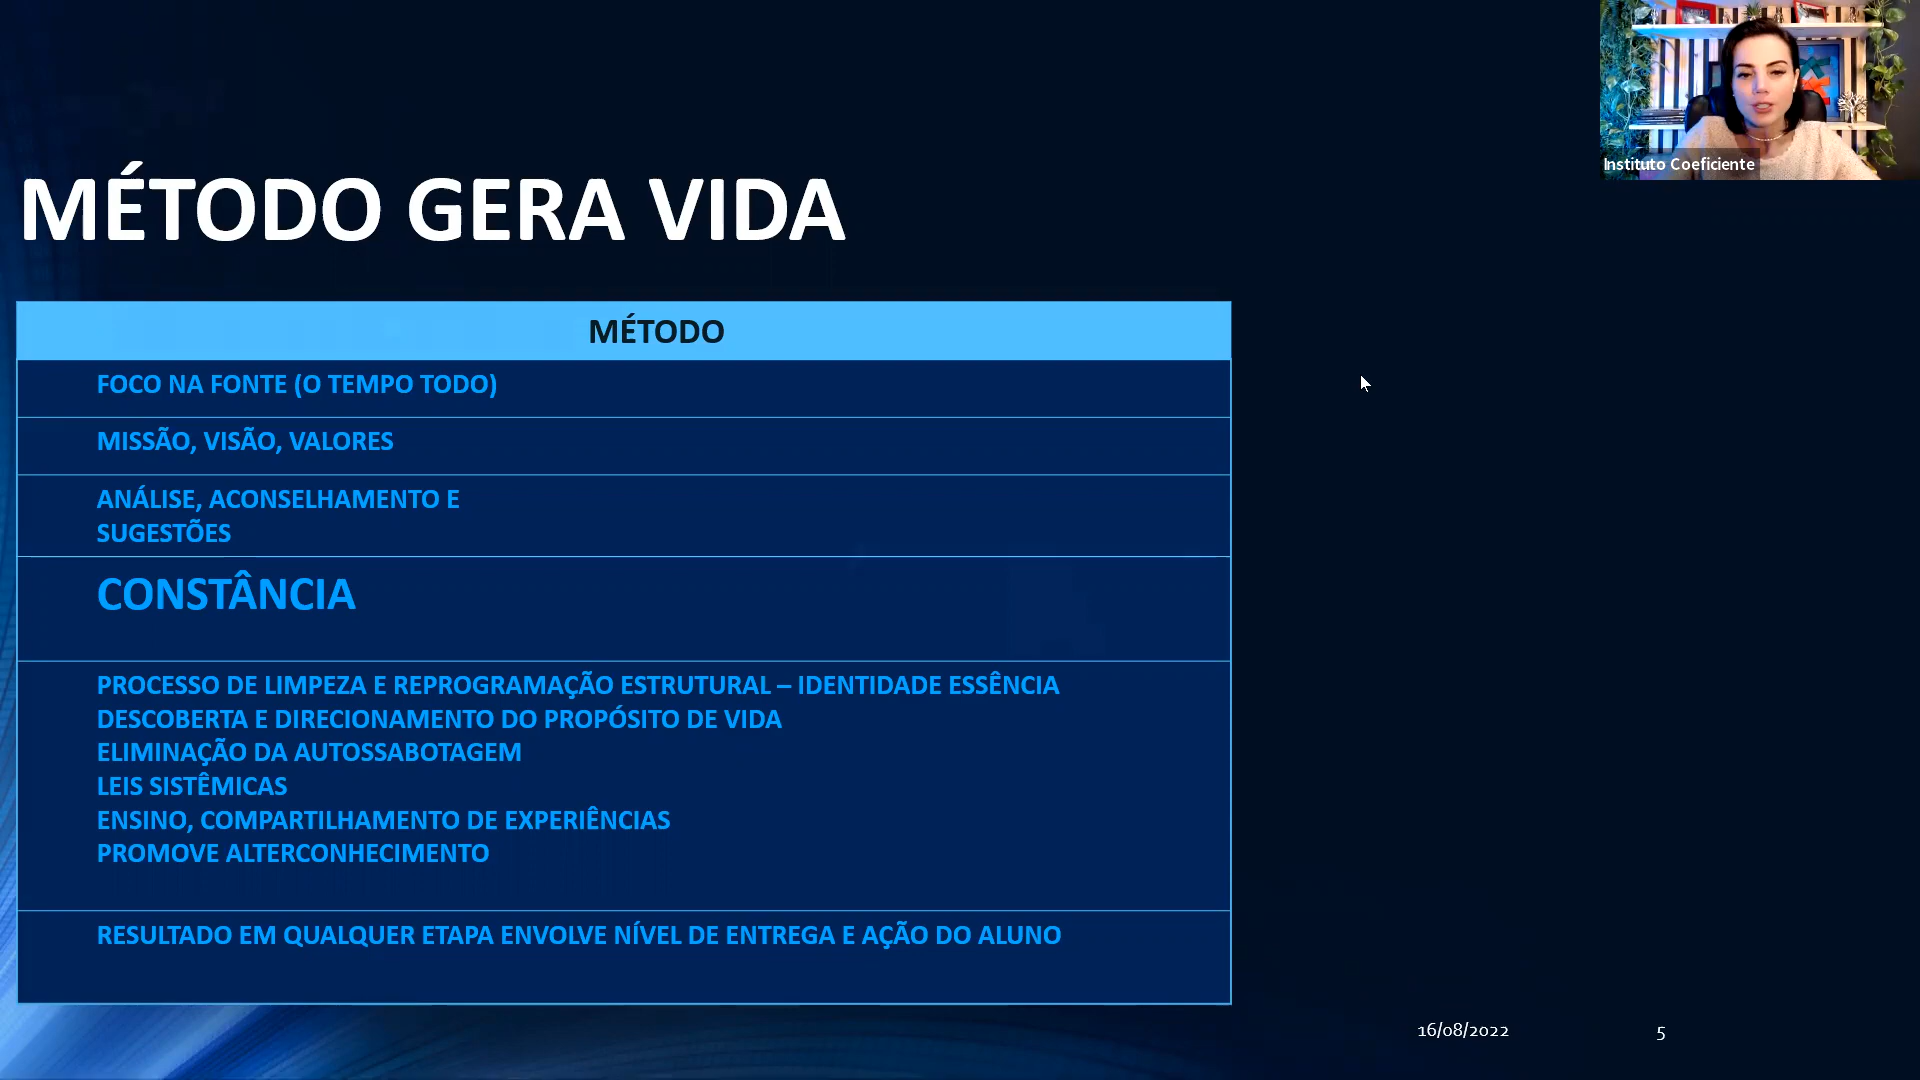 Instituto Coeficiente
MÉTODO GERA VIDA
MÉTODO
FOCO NA FONTE (O TEMPO TODO)
MISSÃO, VISÃO, VALORES
ANÁLISE, ACONSELHAMENTO E
SUGESTÕES
CONSTÂNCIA
PROCESSO DE LIMPEZA E REPROGRAMAÇÃO ESTRUTURAL – IDENTIDADE ESSÊNCIA
DESCOBERTA E DIRECIONAMENTO DO PROPÓSITO DE VIDA
ELIMINAÇÃO DA AUTOSSABOTAGEM
LEIS SISTÊMICAS
ENSINO, COMPARTILHAMENTO DE EXPERIÊNCIAS
PROMOVE ALTERCONHECIMENTO
RESULTADO EM QUALQUER ETAPA ENVOLVE NÍVEL DE ENTREGA E AÇÃO DO ALUNO
16/08/2022
5